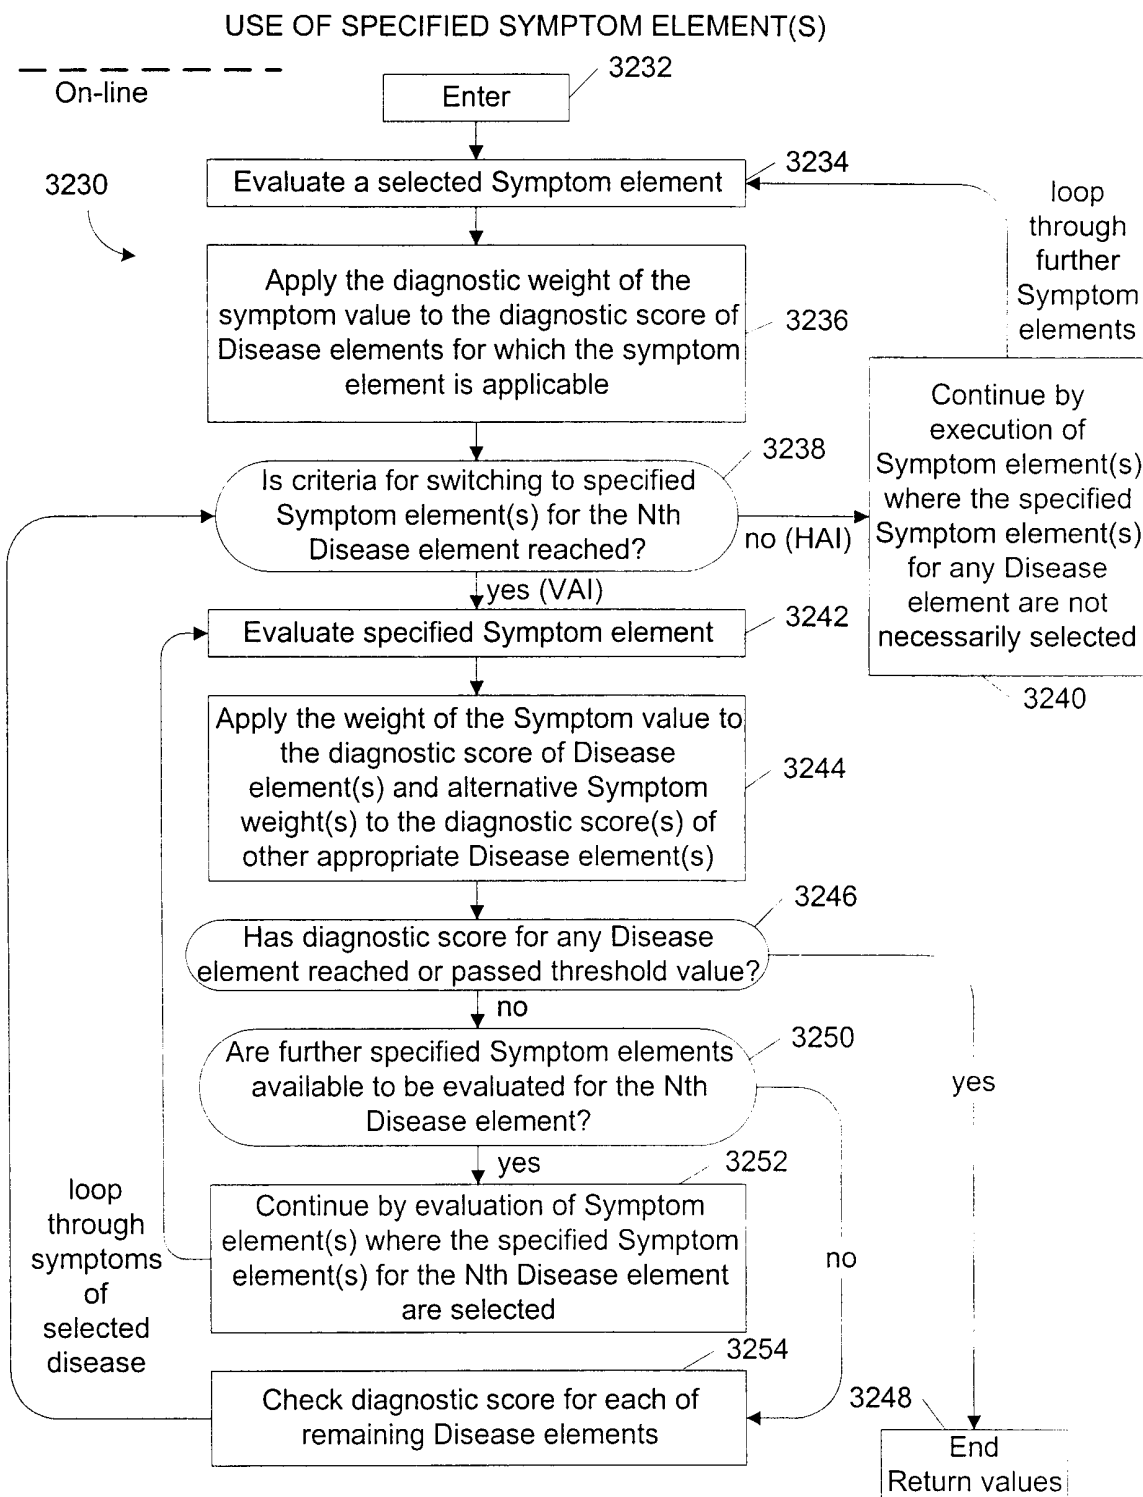 USE OF SPECIFIED SYMPTOM ELEMENT(S)
On-line
3232
Enter
3234
Evaluate a selected Symptom element
3230
loop
through
further
Symptom
elements
Apply the diagnostic weight of the
symptom value to the diagnostic score of
Disease elements for which the symptom
element is applicable
3236
3238
Is criteria for switching to specified
Symptom element(s) for the Nth
Disease element reached?
no (HAI)
Continue by
execution of
Symptom element(s)
where the specified
Symptom element(s)
for any Disease
element are not
necessarily selected
3240
yes (VAI)
Evaluate specified Symptom element
3242
Apply the weight of the Symptom value to
the diagnostic score of Disease
element(s) and alternative Symptom
weight(s) to the diagnostic score(s) of
other appropriate Disease element(s)
3244
3246
Has diagnostic score for any Disease
element reached or passed threshold value?
no
yes
3250
Are further specified Symptom elements
available to be evaluated for the Nth
Disease element?
yes
no
3252
Continue by evaluation of Symptom
element(s) where the specified Symptom
element(s) for the Nth Disease element
are selected
loop
through
symptoms
of
selected
disease
3254
Check diagnostic score for each of
remaining Disease elements
3248
End
Return values